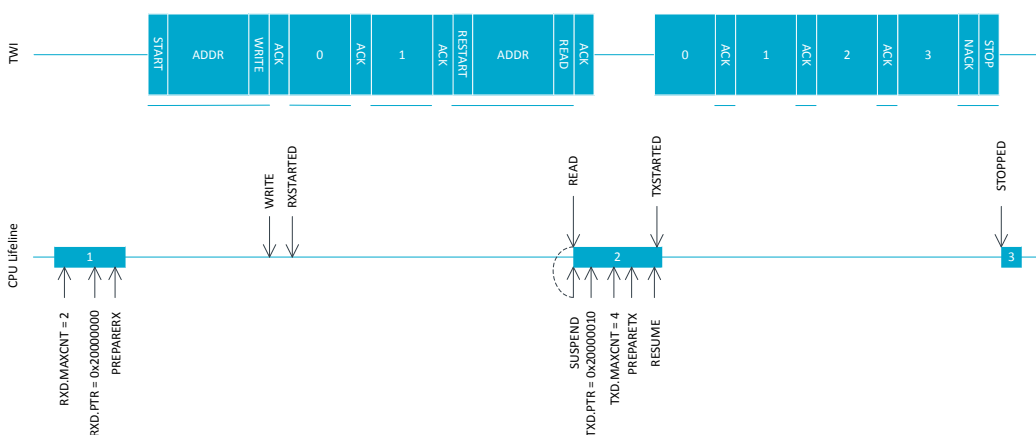 TWI
START
ADDR
WRITE
ACK
0
ACK
1
ACK
RESTART
ADDR
READ
ACK
0
ACK
1
ACK
2
ACK
3
NACK
STOP
WRITE
RXSTARTED
READ
TXSTARTED
STOPPED
CPU Lifeline
1
2
3
RXD.MAXCNT = 2
RXD.PTR = 0x20000000
PREPARERX
SUSPEND
TXD.PTR = 0x20000010
TXD.MAXCNT = 4
PREPARETX
RESUME